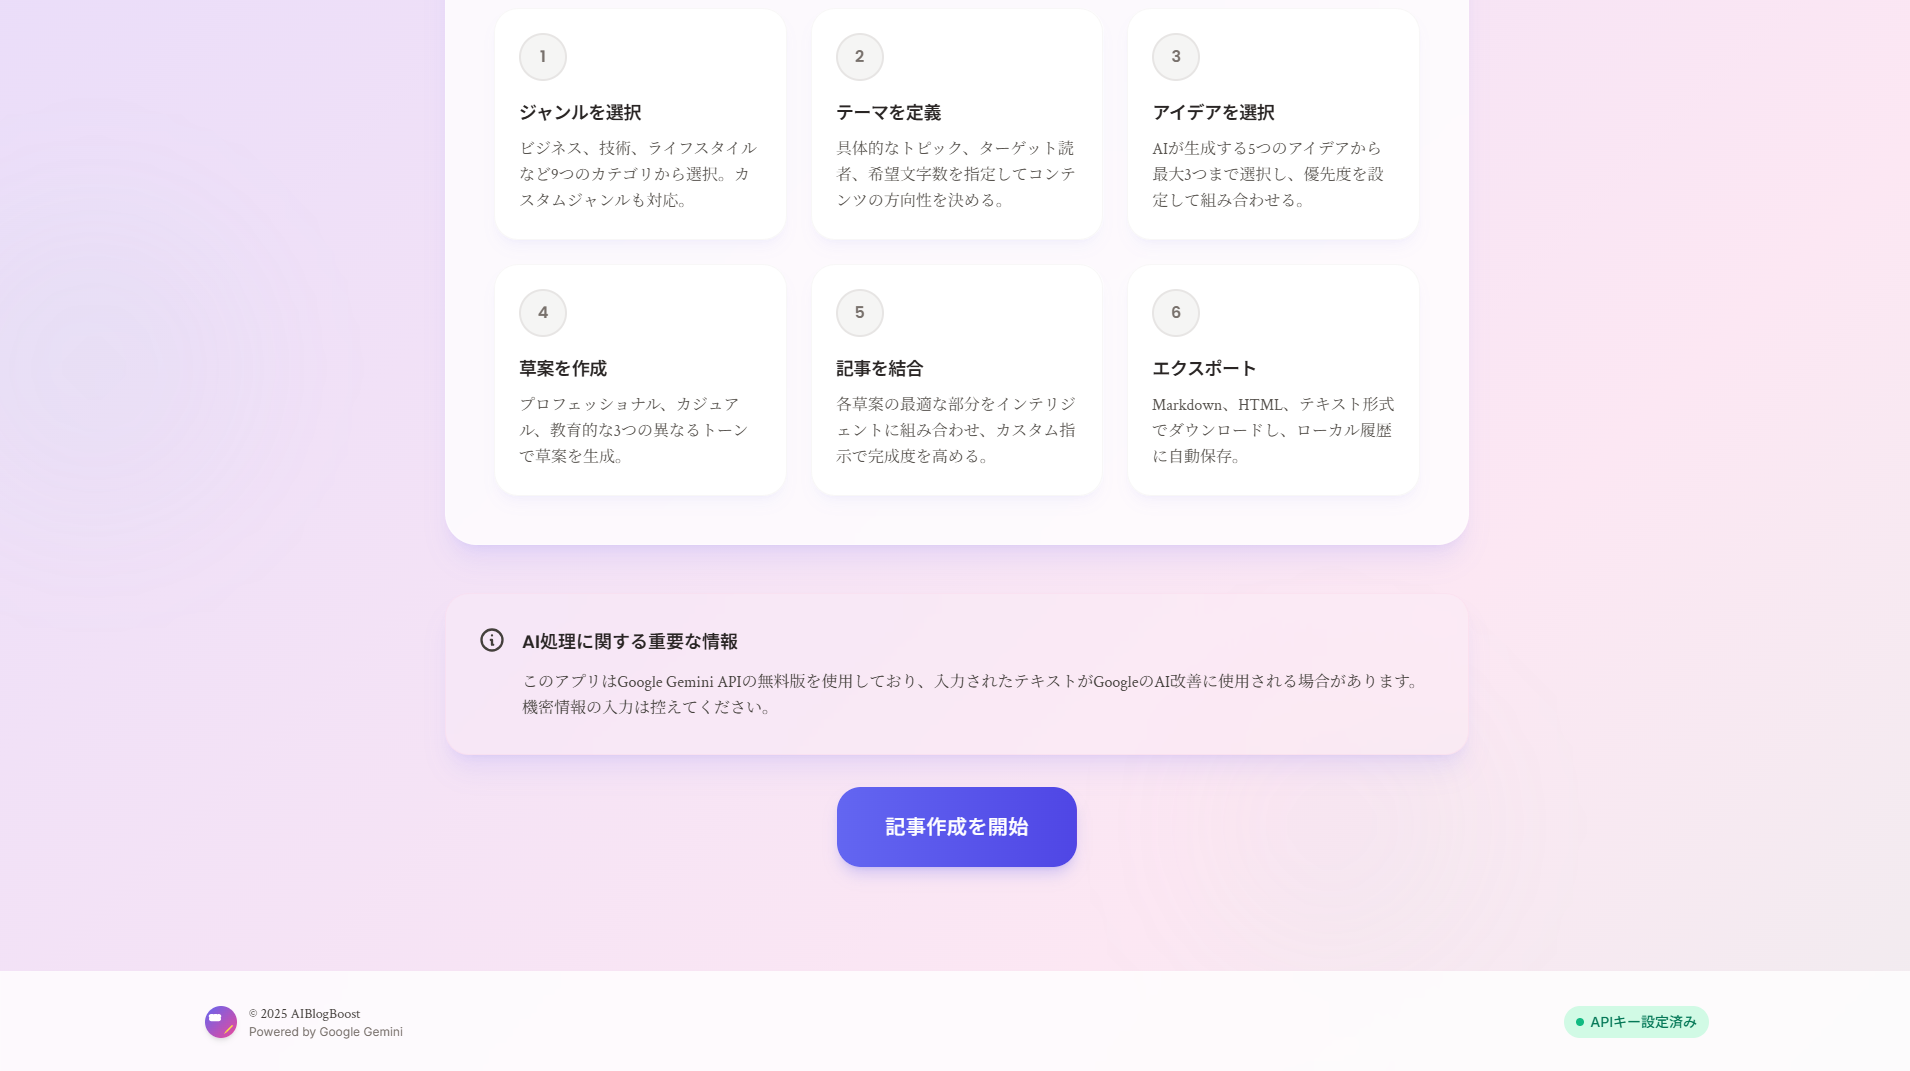 1
ジャンルを選択
ビジネス、技術、ライフスタイル
など9つのカテゴリから選択。カ
スタムジャンルも対応。
2
テーマを定義
具体的なトピック、ターゲット読
者、希望文字数を指定してコンテ
ンツの方向性を決める。
3
アイデアを選択
AIが生成する5つのアイデアから
最大3つまで選択し、優先度を設
定して組み合わせる。
4
草案を作成
プロフェッショナル、カジュア
ル、教育的な3つの異なるトーン
で草案を生成。
5
記事を結合
各草案の最適な部分をインテリジ
ェントに組み合わせ、カスタム指
示で完成度を高める。
6
エクスポート
Markdown、HTML、テキスト形式
でダウンロードし、ローカル履歴
に自動保存。
AI処理に関する重要な情報
このアプリはGoogle Gemini APIの無料版を使用しており、入力されたテキストがGoogleのAI改善に使用される場合があります。
機密情報の入力は控えてください。
記事作成を開始
© 2025 AIBlogBoost
Powered by Google Gemini
APIキー設定済み